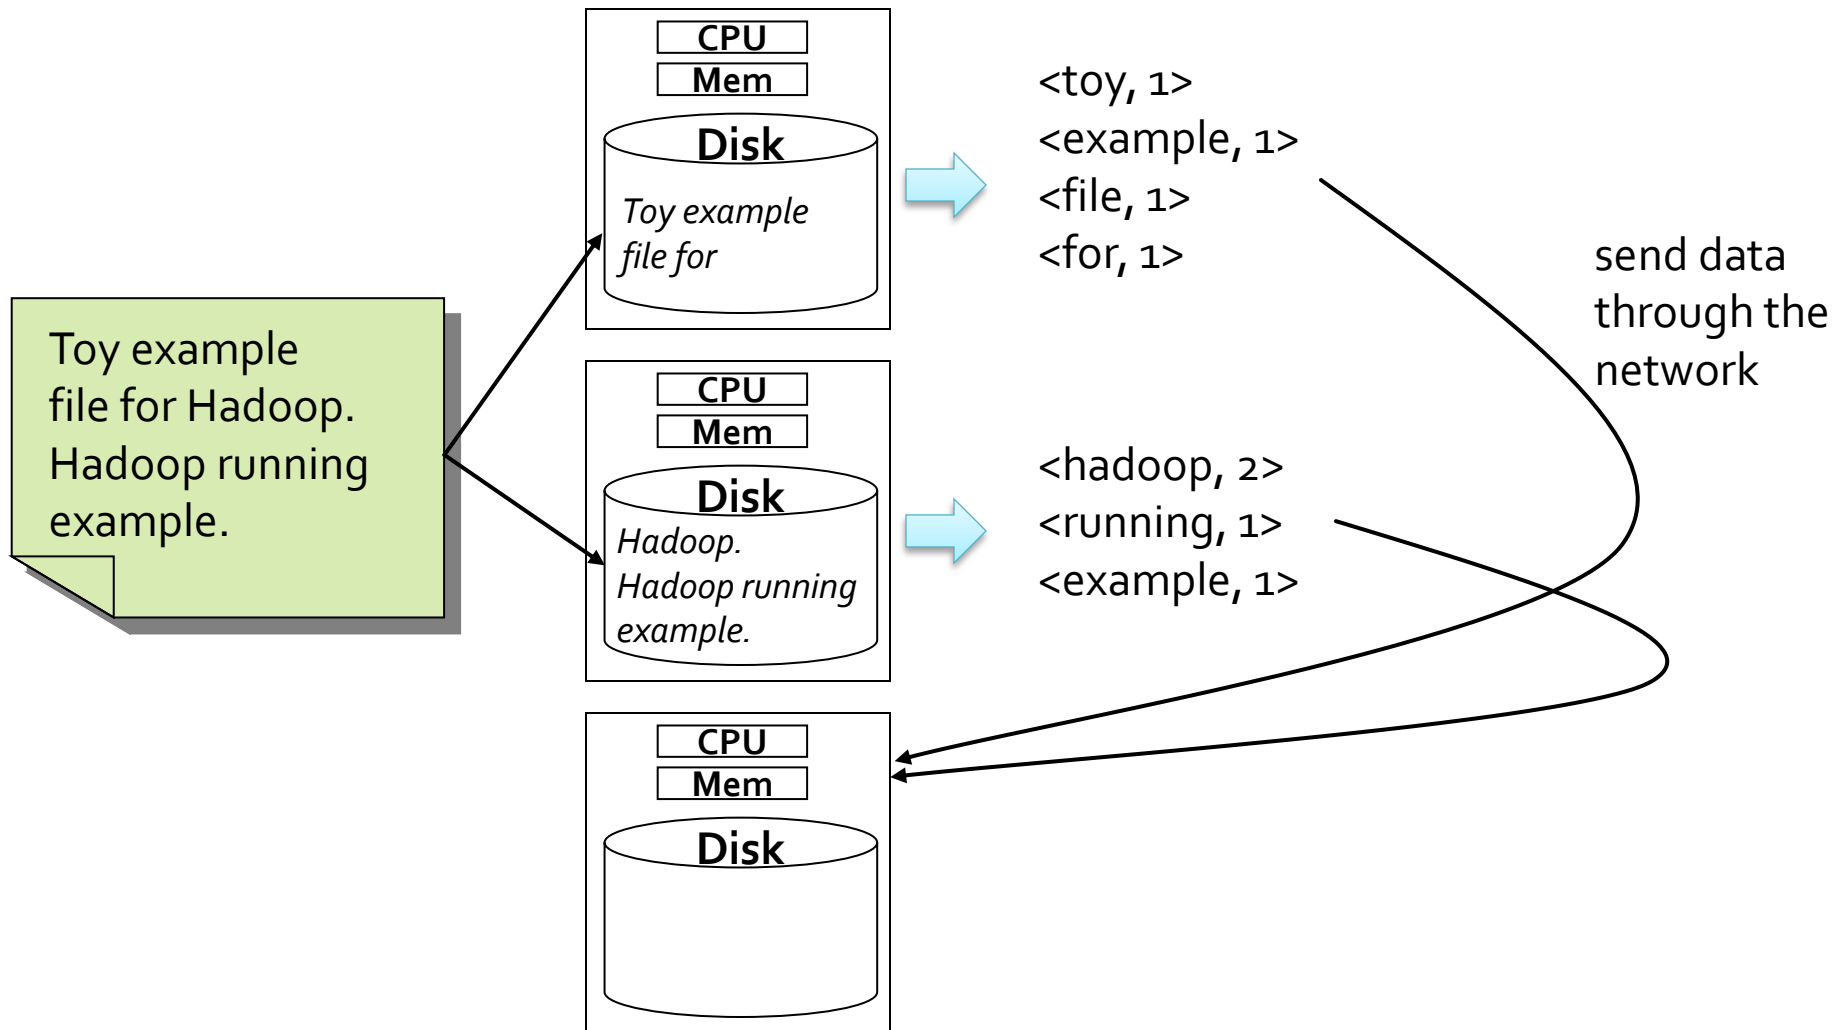 Toy example
file for Hadoop.
Hadoop running
example.
CPU
Mem
Disk
Toy example
file for
<toy, 1>
<example, 1>
<file, 1>
<for, 1>
send data
through the
network
CPU
Mem
Disk
Hadoop.
Hadoop running
example.
<hadoop, 2>
<running, 1>
<example, 1>
CPU
Mem
Disk